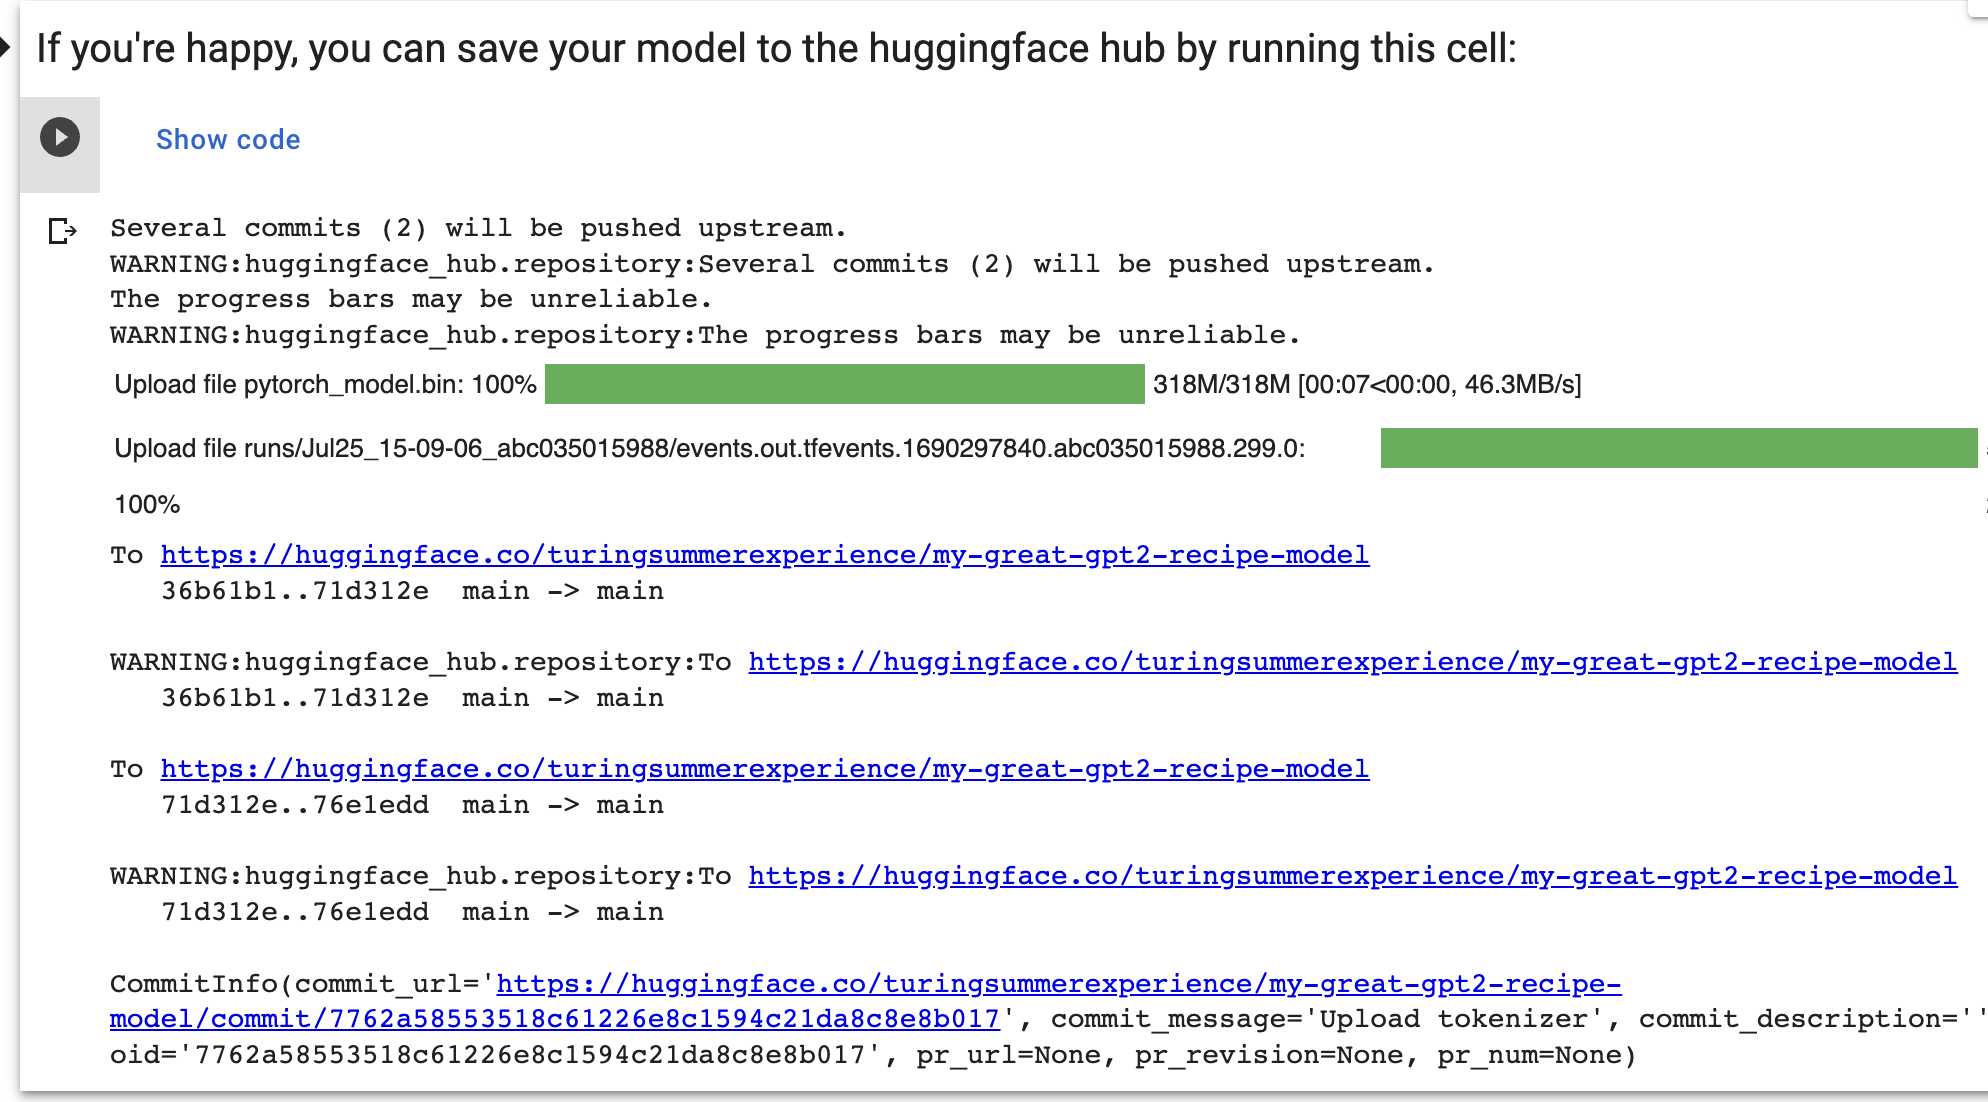 If you're happy, you can save your model to the huggingface hub by running this cell:
Show code
Several commits (2) will be pushed upstream.
WARNING:huggingface_hub.repository:Several commits (2) will be pushed upstream.
The progress bars may be unreliable.
WARNING:huggingface_hub.repository:The progress bars may be unreliable.
Upload file pytorch_model.bin: 100% 318M/318M [00:07<00:00, 46.3MB/s]
Upload file runs/Jul25_15-09-06_abc035015988/events.out.tfevents.1690297840.abc035015988.299.0:
100%
To https://huggingface.co/turingsummerexperience/my-great-gpt2-recipe-model
36b61b1..71d312e  main -> main
WARNING:huggingface_hub.repository:To https://huggingface.co/turingsummerexperience/my-great-gpt2-recipe-model
36b61b1..71d312e  main -> main
To https://huggingface.co/turingsummerexperience/my-great-gpt2-recipe-model
71d312e..76e1edd  main -> main
WARNING:huggingface_hub.repository:To https://huggingface.co/turingsummerexperience/my-great-gpt2-recipe-model
71d312e..76e1edd  main -> main
CommitInfo(commit_url='https://huggingface.co/turingsummerexperience/my-great-gpt2-recipe-
model/commit/7762a58553518c61226e8c1594c21da8c8e8b017', commit_message='Upload tokenizer', commit_description=''
oid='7762a58553518c61226e8c1594c21da8c8e8b017', pr_url=None, pr_revision=None, pr_num=None)